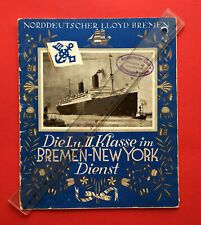 NORDDEUTSCHER LLOYD BREMEN
Die I. u. II. Klasse im
BREMEN-NEW YORK
Dienst